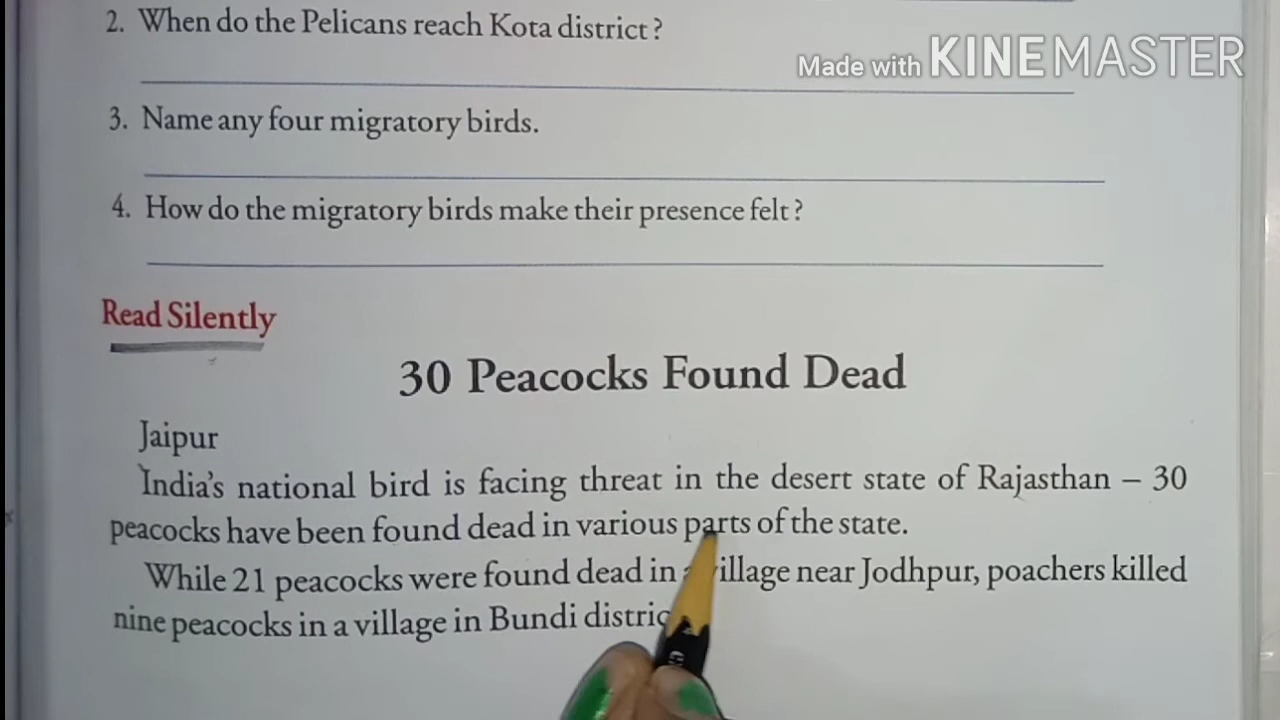 2. When do the Pelicans reach Kota district?
Made with KINEMASTER
3. Name any four migratory birds.
4. How do the migratory birds make their presence felt?
Read Silently
30 Peacocks Found Dead
Jaipur
India's national bird is facing threat in the desert state of Rajasthan – 30
peacocks have been found dead in various parts of the state.
While 21 peacocks were found dead in a village near Jodhpur, poachers killed
nine peacocks in a village in Bundi